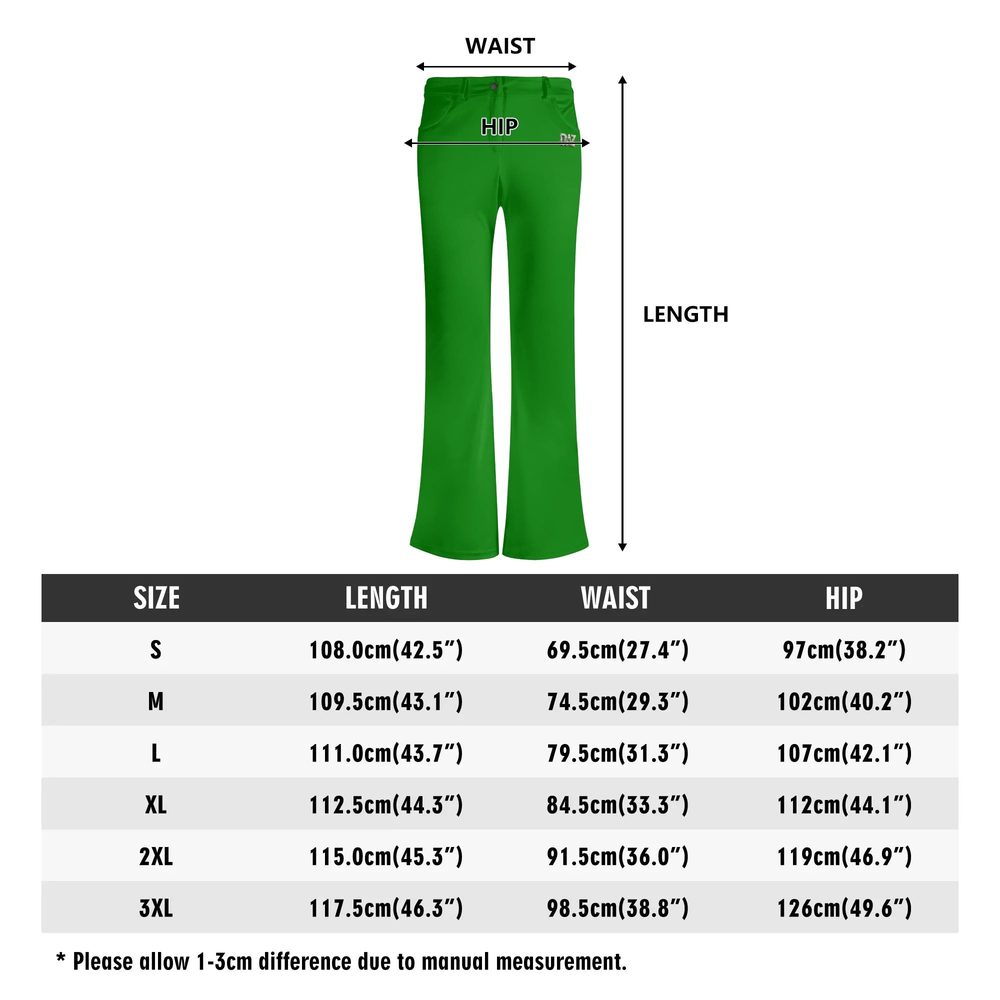 WAIST
HIP
LENGTH
SIZE LENGTH WAIST HIP
S 108.0cm(42.5”) 69.5cm(27.4”) 97cm(38.2”)
M 109.5cm(43.1”) 74.5cm(29.3”) 102cm(40.2”)
L 111.0cm(43.7”) 79.5cm(31.3”) 107cm(42.1”)
XL 112.5cm(44.3”) 84.5cm(33.3”) 112cm(44.1”)
2XL 115.0cm(45.3”) 91.5cm(36.0”) 119cm(46.9”)
3XL 117.5cm(46.3”) 98.5cm(38.8”) 126cm(49.6”)
* Please allow 1-3cm difference due to manual measurement.